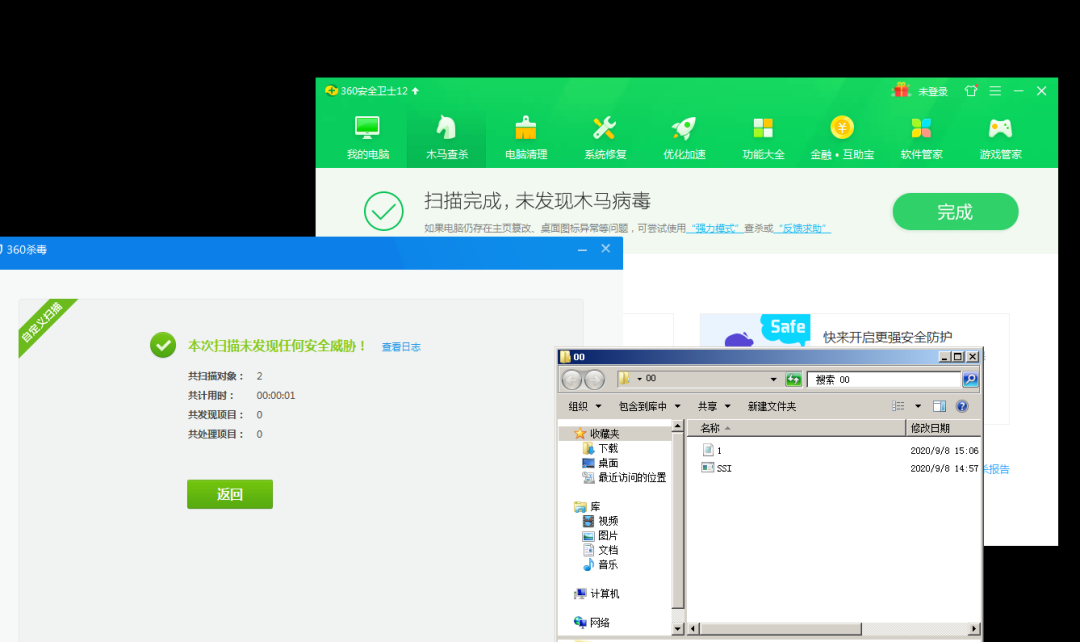 360安全卫士12
未登录
我的电脑
木马查杀
电脑清理
系统修复
优化加速
功能大全
金融•互助宝
软件管家
游戏管家
扫描完成，未发现木马病毒
如果电脑仍存在主页篡改、桌面图标异常等问题，可尝试使用 “强力模式” 查杀或 “反馈求助”
完成
360杀毒
自定义扫描
本次扫描未发现任何安全威胁！ 查看日志
共扫描对象： 2
共计用时： 00:00:01
共发现项目： 0
共处理项目： 0
返回
Safe
快来开启更强安全防护
00
00
搜索 00
组织
包含到库中
共享
新建文件夹
名称
修改日期
收藏夹
下载
桌面
最近访问的位置
库
视频
图片
文档
音乐
计算机
网络
1 2020/9/8 15:06
SSI 2020/9/8 14:57
报告